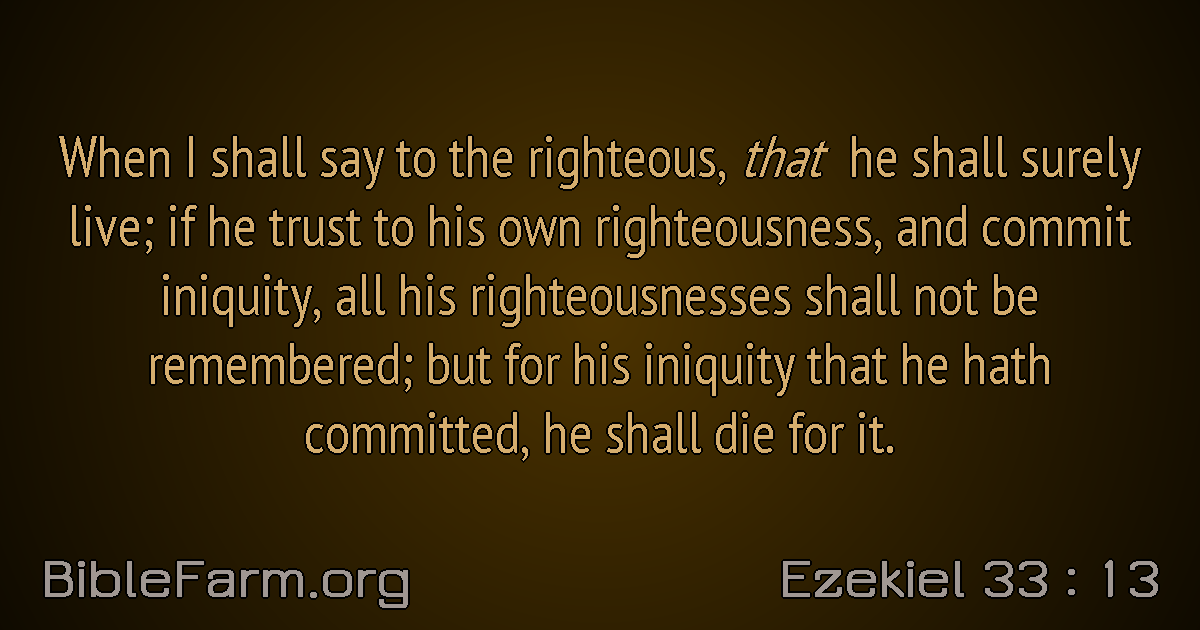 When I shall say to the righteous, that he shall surely
live; if he trust to his own righteousness, and commit
iniquity, all his righteousnesses shall not be
remembered; but for his iniquity that he hath
committed, he shall die for it.
BibleFarm.org
Ezekiel 33 : 13